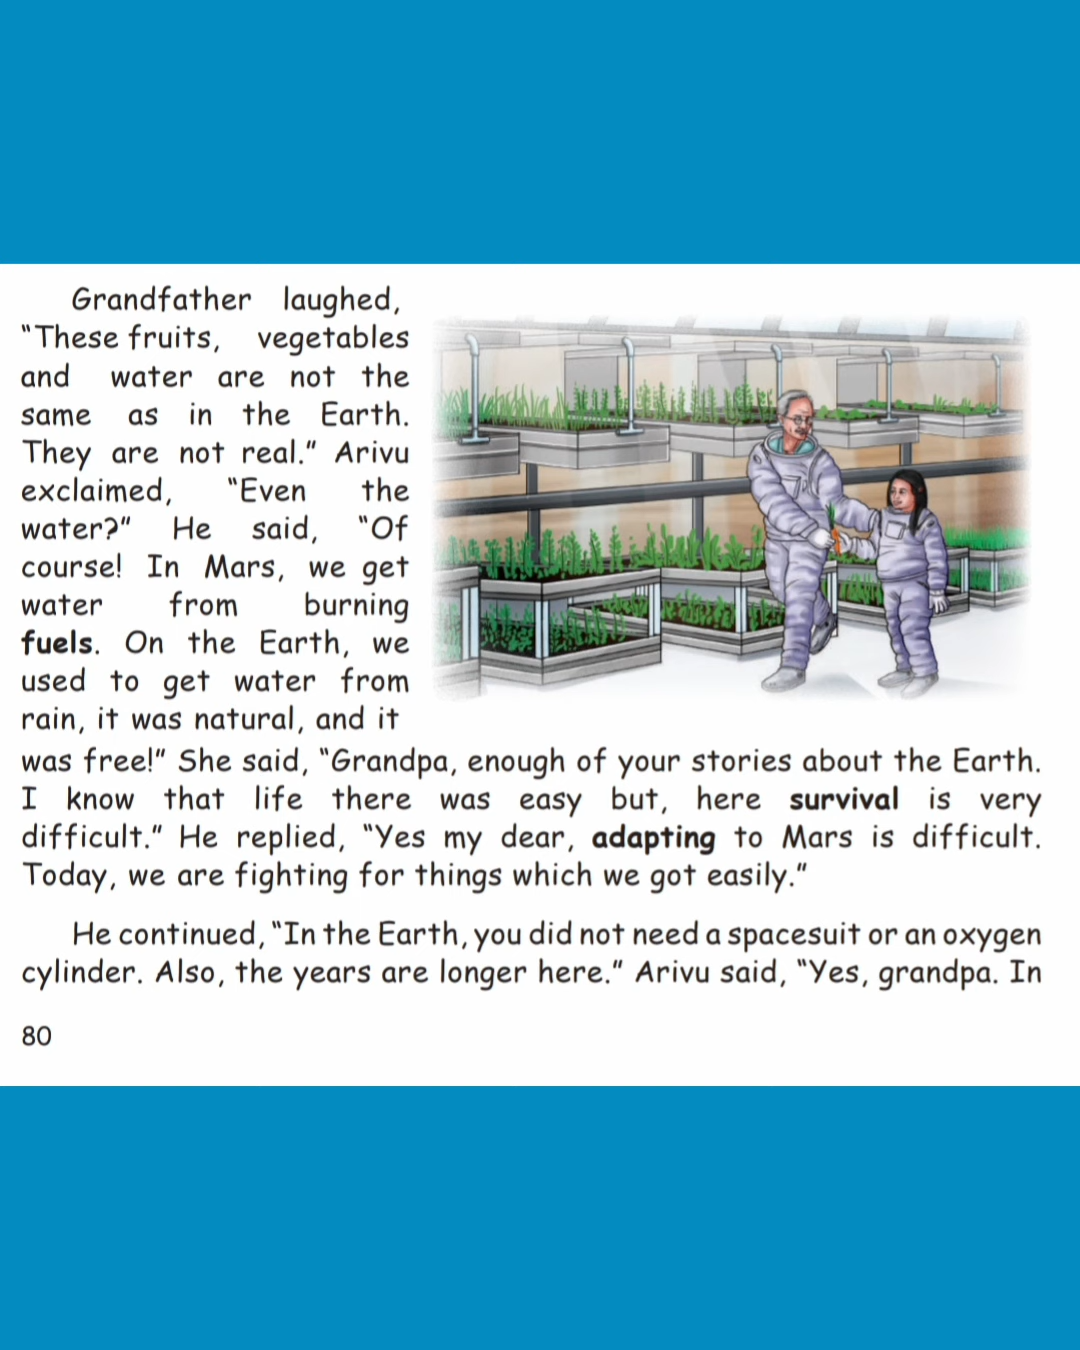 Grandfather laughed,
"These fruits, vegetables
and water are not the
same as in the Earth.
They are not real." Arivu
exclaimed, "Even the
water?" He said, "Of
course! In Mars, we get
water from burning
fuels. On the Earth, we
used to get water from
rain, it was natural, and it
was free!" She said, "Grandpa, enough of your stories about the Earth.
I know that life there was easy but, here survival is very
difficult." He replied, "Yes my dear, adapting to Mars is difficult.
Today, we are fighting for things which we got easily."
He continued, "In the Earth, you did not need a spacesuit or an oxygen
cylinder. Also, the years are longer here." Arivu said, "Yes, grandpa. In
80